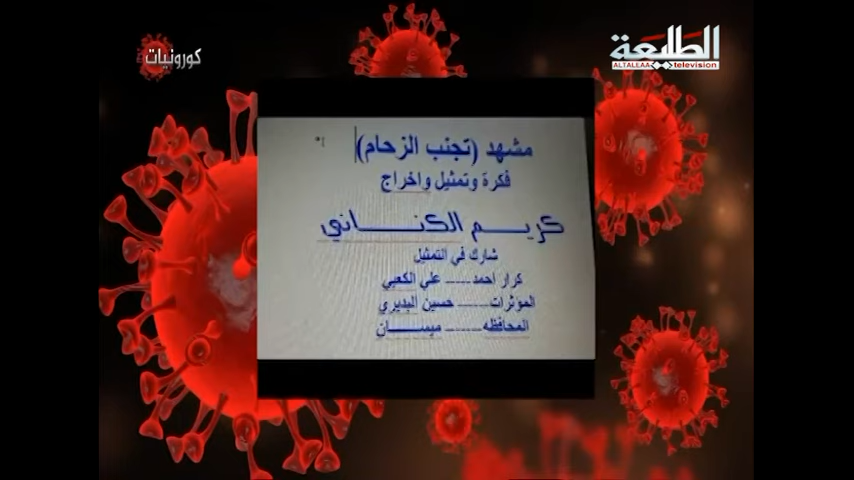 كورونيات
الطليعة
ALTALEAA television
مشهد (تجنب الزحام)
فكرة وتمثيل واخراج
كريم الكناني
شارك في التمثيل
كرار احمد ----- علي الكعبي
المؤثرات ----- حسين البديري
المحافظه ----- ميسان